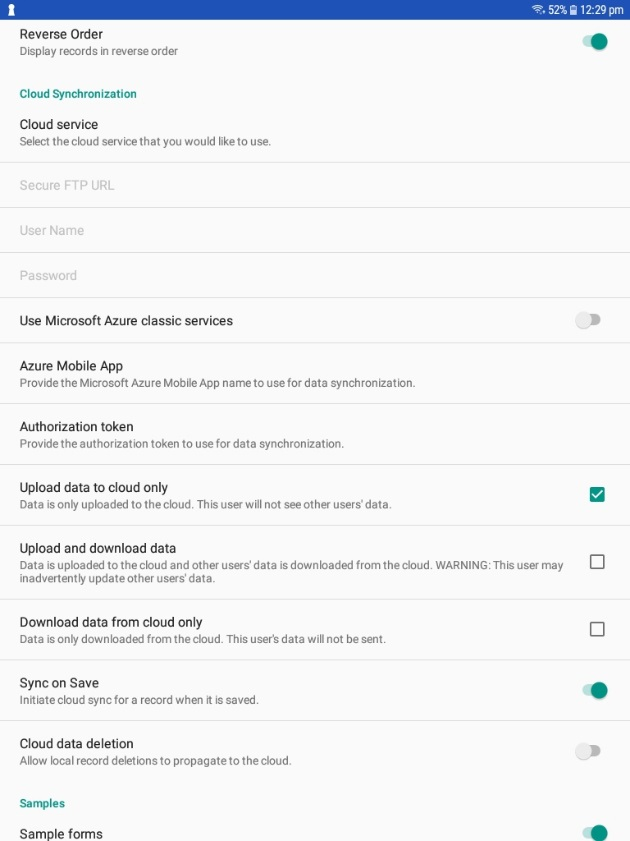 52% 12:29 pm
Reverse Order
Display records in reverse order
Cloud Synchronization
Cloud service
Select the cloud service that you would like to use.
Secure FTP URL
User Name
Password
Use Microsoft Azure classic services
Azure Mobile App
Provide the Microsoft Azure Mobile App name to use for data synchronization.
Authorization token
Provide the authorization token to use for data synchronization.
Upload data to cloud only
Data is only uploaded to the cloud. This user will not see other users' data.
Upload and download data
Data is uploaded to the cloud and other users' data is downloaded from the cloud. WARNING: This user may
inadvertently update other users' data.
Download data from cloud only
Data is only downloaded from the cloud. This user's data will not be sent.
Sync on Save
Initiate cloud sync for a record when it is saved.
Cloud data deletion
Allow local record deletions to propagate to the cloud.
Samples
Sample forms